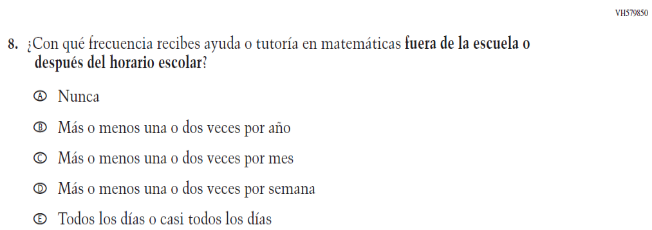 VH579850
8. ¿Con qué frecuencia recibes ayuda o tutoría en matemáticas fuera de la escuela o
después del horario escolar?
A Nunca
B Más o menos una o dos veces por año
C Más o menos una o dos veces por mes
D Más o menos una o dos veces por semana
E Todos los días o casi todos los días